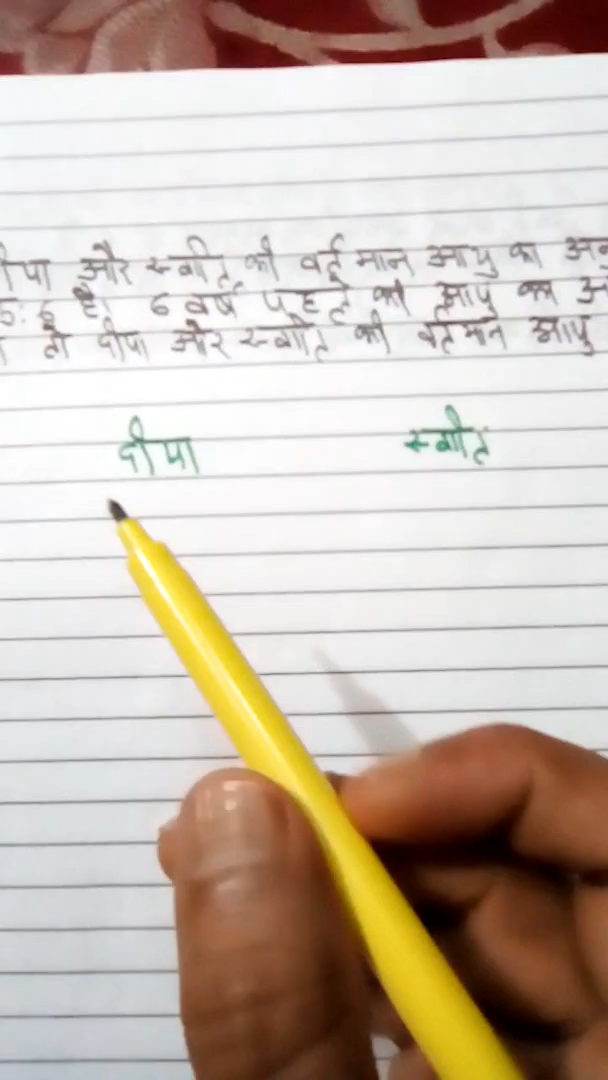 पा और स्वाति की वर्तमान आयु का
5:6 है। 6 वर्ष पहले की आयु का
तो दीपा और स्वाति की वर्तमान आयु
दीपा स्वाति